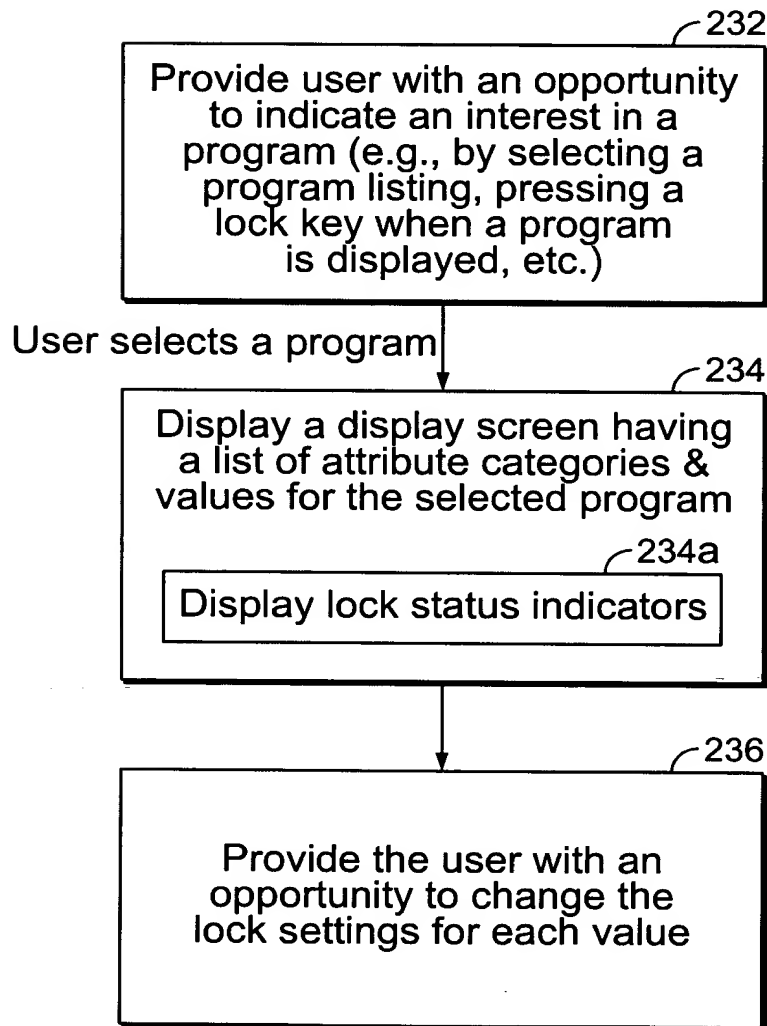 232
Provide user with an opportunity
to indicate an interest in a
program (e.g., by selecting a
program listing, pressing a
lock key when a program
is displayed, etc.)
User selects a program
234
Display a display screen having
a list of attribute categories &
values for the selected program
234a
Display lock status indicators
236
Provide the user with an
opportunity to change the
lock settings for each value